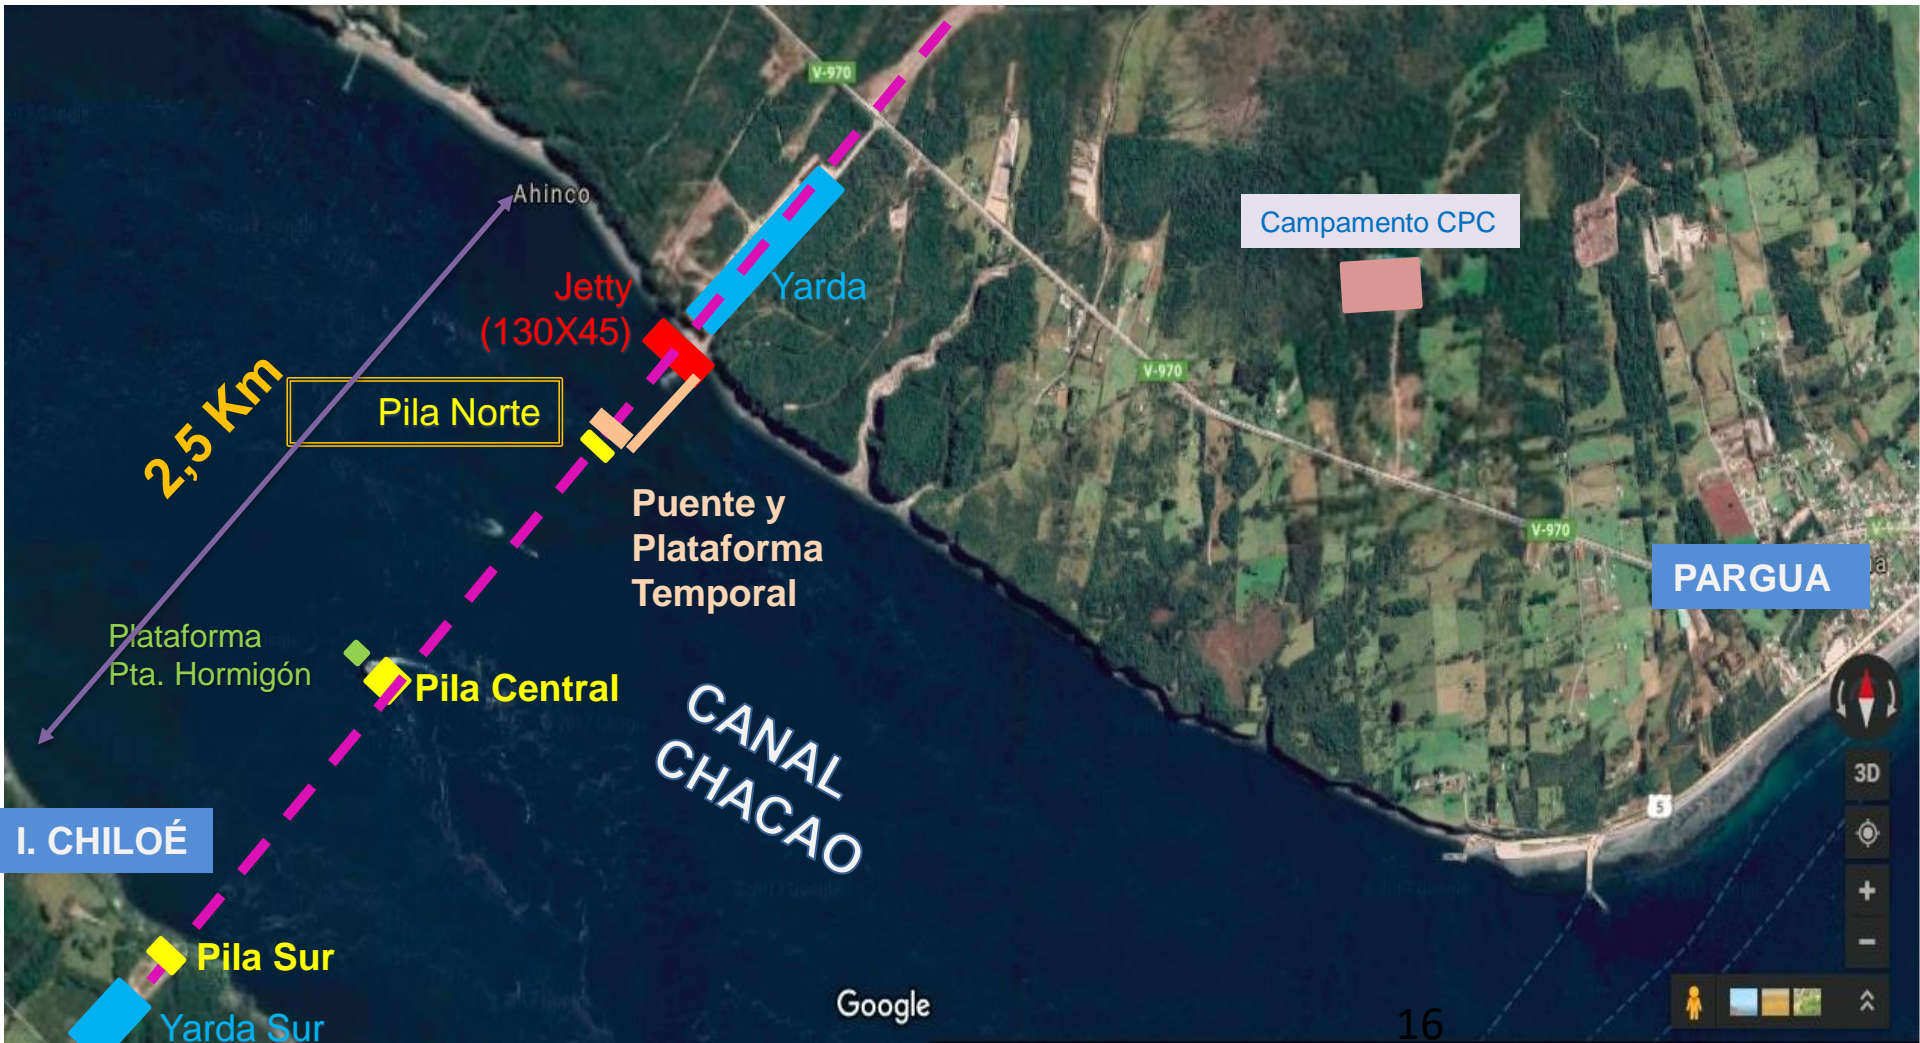 V-970
Ahinco
Campamento CPC
Jetty
(130X45)
Yarda
V-970
2,5 Km
Pila Norte
Puente y
Plataforma
Temporal
V-970
PARGUA
Plataforma
Pta. Hormigón
Pila Central
CANAL
CHACAO
3D
5
I. CHILOÉ
Pila Sur
Google
Yarda Sur
16